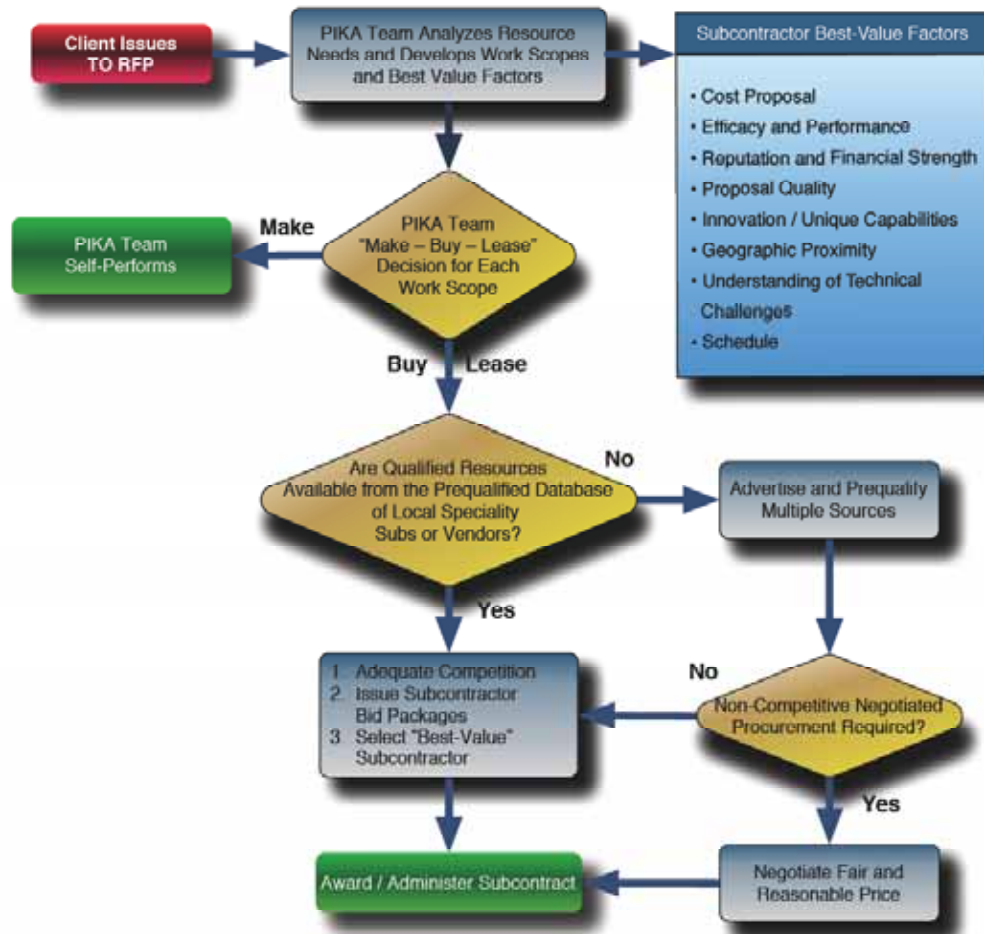 Client Issues
TO RFP
PIKA Team Analyzes Resource
Needs and Develops Work Scopes
and Best Value Factors
Subcontractor Best-Value Factors
• Cost Proposal
• Efficacy and Performance
• Reputation and Financial Strength
• Proposal Quality
• Innovation / Unique Capabilities
• Geographic Proximity
• Understanding of Technical
Challenges
• Schedule
PIKA Team
"Make – Buy – Lease"
Decision for Each
Work Scope
Make
PIKA Team
Self-Performs
Buy
Lease
Are Qualified Resources
Available from the Prequalified Database
of Local Speciality
Subs or Vendors?
No
Advertise and Prequalify
Multiple Sources
Yes
1. Adequate Competition
2. Issue Subcontractor
Bid Packages
3. Select "Best-Value"
Subcontractor
No
Non-Competitive Negotiated
Procurement Required?
Yes
Negotiate Fair and
Reasonable Price
Award / Administer Subcontract